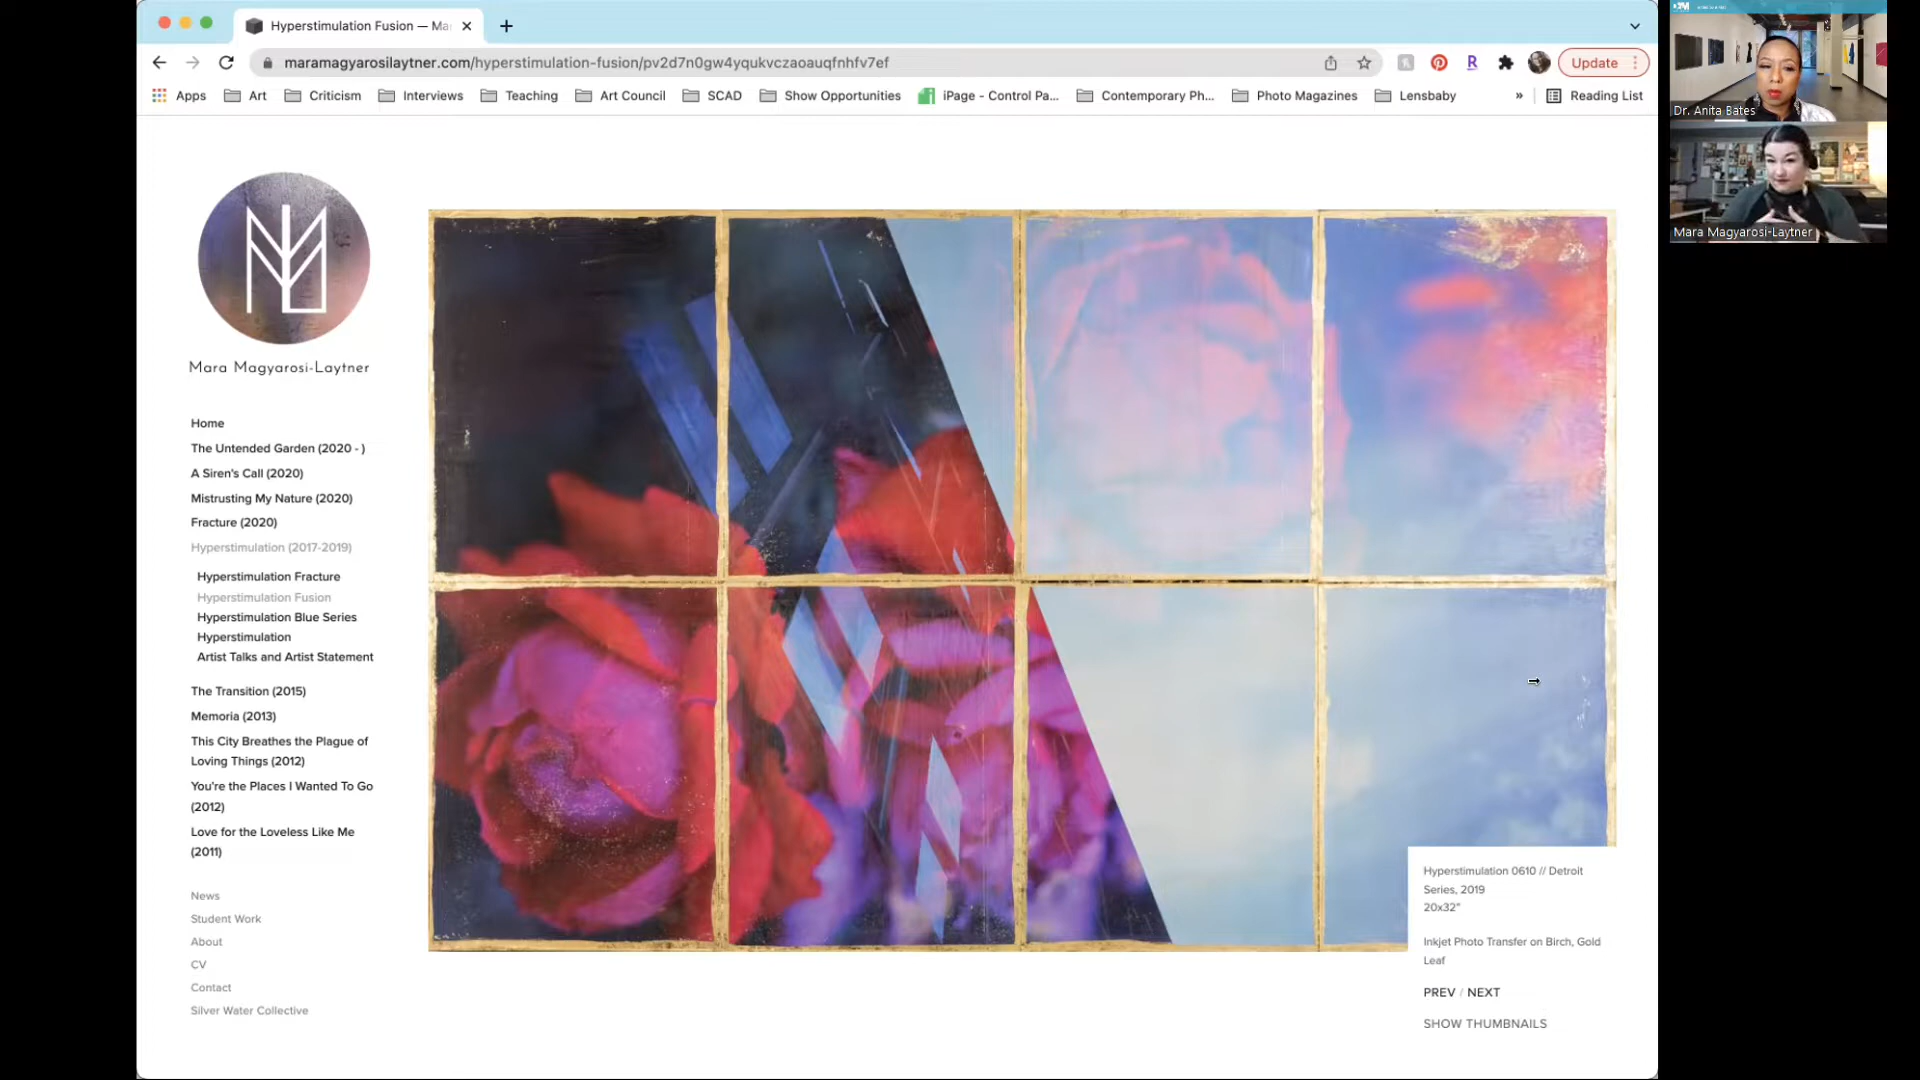 Hyperstimulation Fusion — Ma
maramagyarosilaytner.com/hyperstimulation-fusion/pv2d7n0gw4yqukvczaoauqfnhfv7ef
R
Update
Apps
Art
Criticism
Interviews
Teaching
Art Council
SCAD
Show Opportunities
iPage - Control Pa...
Contemporary Ph...
Photo Magazines
Lensbaby
»
Reading List
Dr. Anita Bates
Mara Magyarosi-Laytner
Mara Magyarosi-Laytner
Home
The Untended Garden (2020 - )
A Siren's Call (2020)
Mistrusting My Nature (2020)
Fracture (2020)
Hyperstimulation (2017-2019)
Hyperstimulation Fracture
Hyperstimulation Fusion
Hyperstimulation Blue Series
Hyperstimulation
Artist Talks and Artist Statement
The Transition (2015)
Memoria (2013)
This City Breathes the Plague of
Loving Things (2012)
You're the Places I Wanted To Go
(2012)
Love for the Loveless Like Me
(2011)
News
Student Work
About
CV
Contact
Silver Water Collective
Hyperstimulation 0610 // Detroit
Series, 2019
20x32"
Inkjet Photo Transfer on Birch, Gold
Leaf
PREV / NEXT
SHOW THUMBNAILS